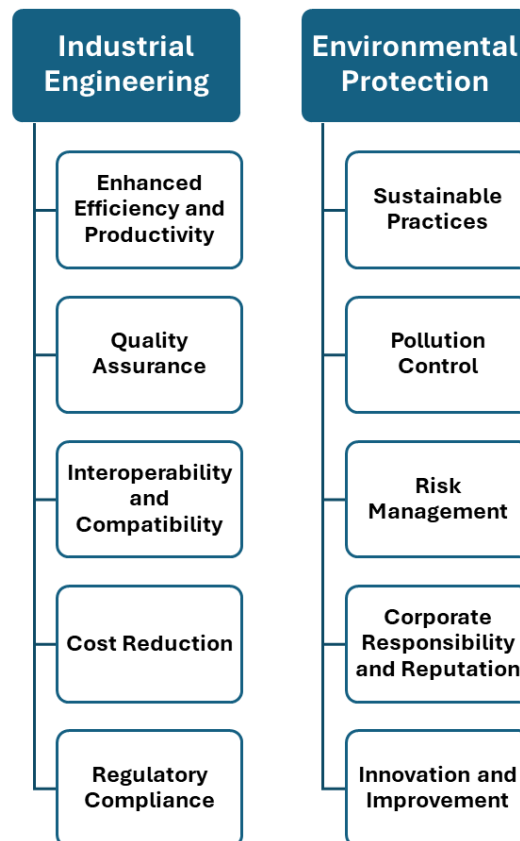 Industrial
Engineering
Enhanced
Efficiency and
Productivity
Quality
Assurance
Interoperability
and
Compatibility
Cost Reduction
Regulatory
Compliance
Environmental
Protection
Sustainable
Practices
Pollution
Control
Risk
Management
Corporate
Responsibility
and Reputation
Innovation and
Improvement